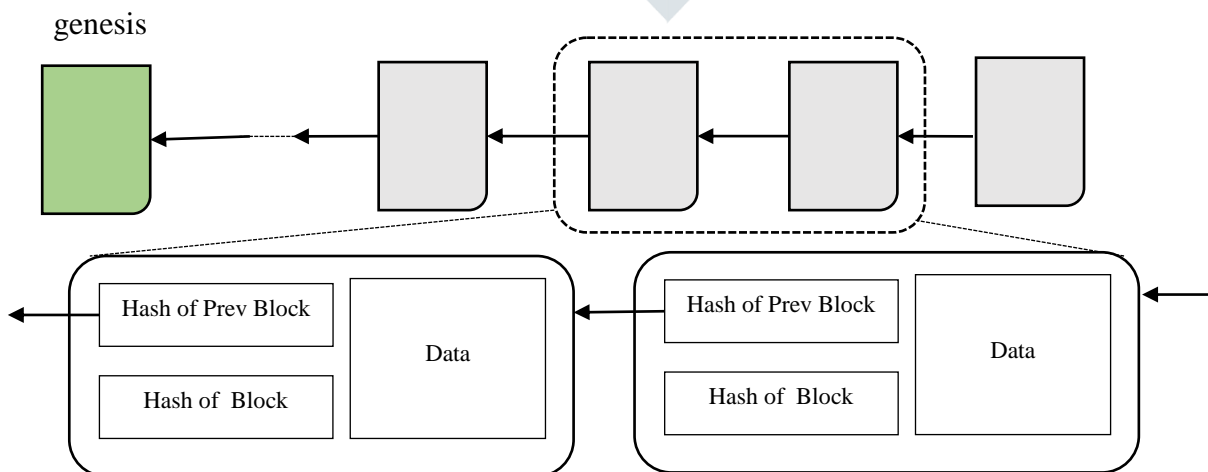 genesis
Hash of Prev Block
Data
Hash of  Block
Hash of Prev Block
Data
Hash of  Block